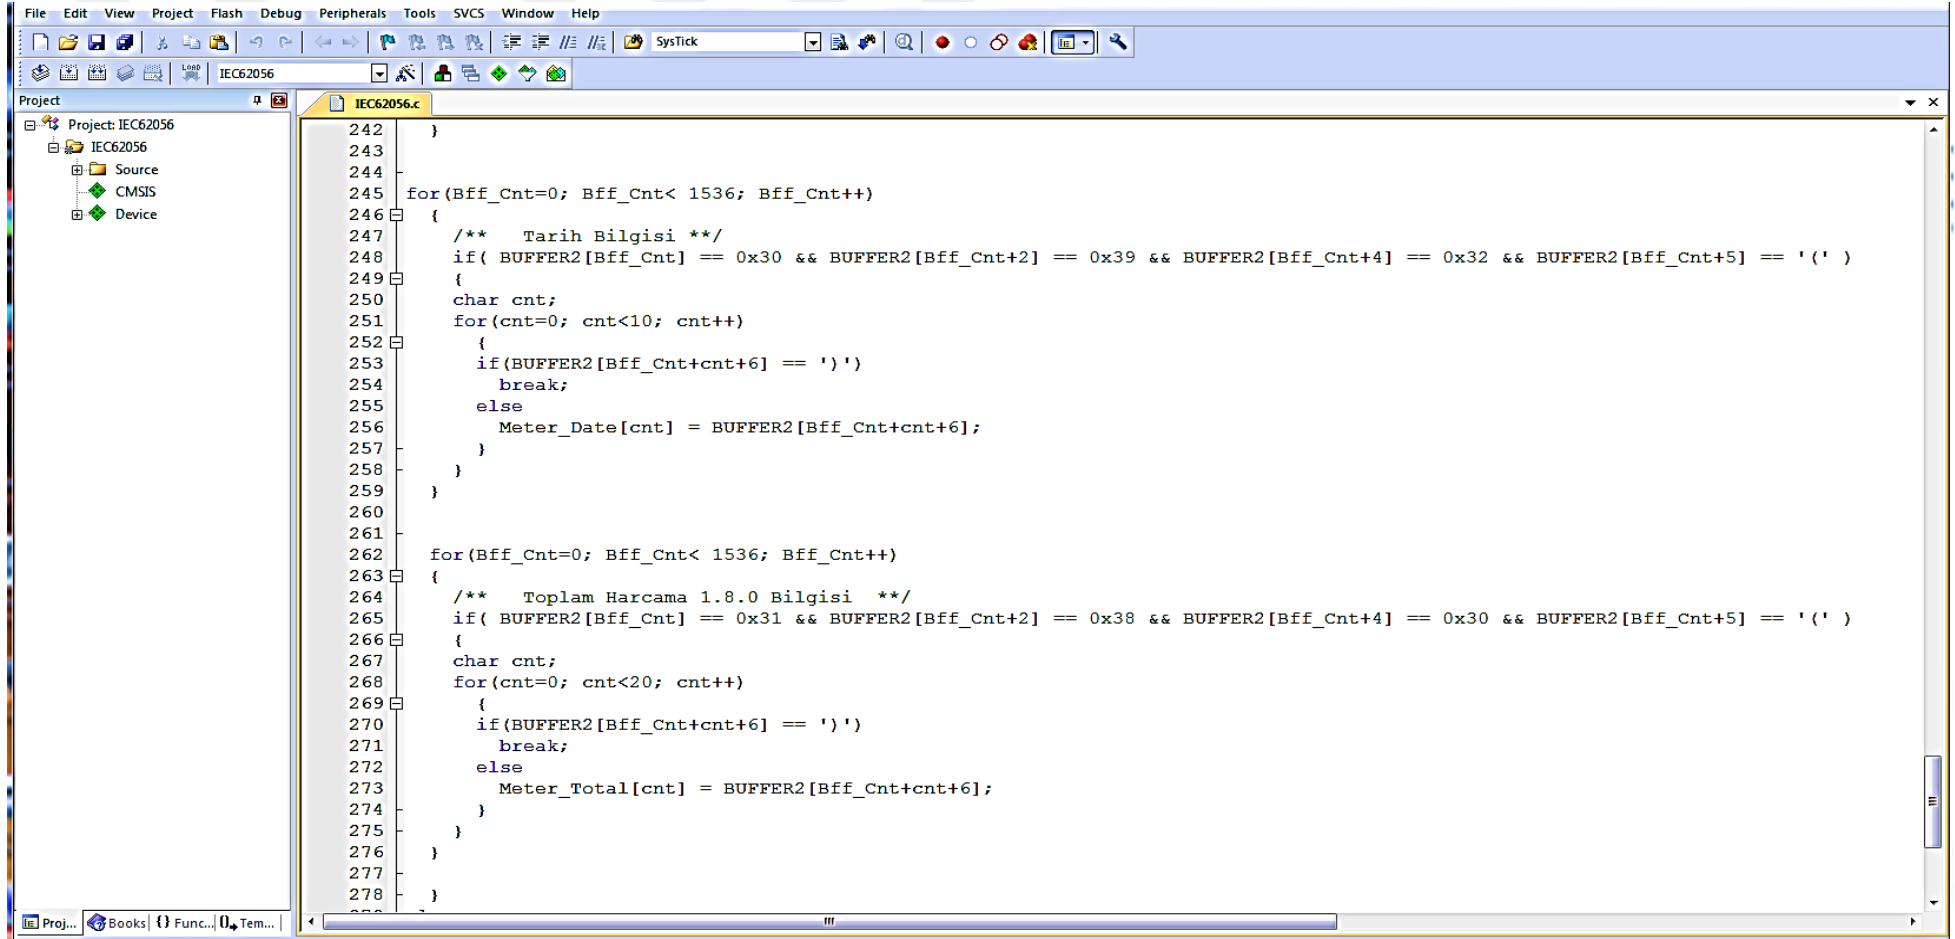 File Edit View Project Flash Debug Peripherals Tools SVCS Window Help
SysTick
LOAD IEC62056
Project
IEC62056.c
Project: IEC62056
IEC62056
Source
CMSIS
Device
242 }
243
244
245 for(Bff_Cnt=0; Bff_Cnt< 1536; Bff_Cnt++)
246 {
247 /** Tarih Bilgisi **/
248 if( BUFFER2[Bff_Cnt] == 0x30 && BUFFER2[Bff_Cnt+2] == 0x39 && BUFFER2[Bff_Cnt+4] == 0x32 && BUFFER2[Bff_Cnt+5] == '(' )
249 {
250 char cnt;
251 for(cnt=0; cnt<10; cnt++)
252 {
253 if(BUFFER2[Bff_Cnt+cnt+6] == ')')
254 break;
255 else
256 Meter_Date[cnt] = BUFFER2[Bff_Cnt+cnt+6];
257 }
258 }
259 }
260
261
262 for(Bff_Cnt=0; Bff_Cnt< 1536; Bff_Cnt++)
263 {
264 /** Toplam Harcama 1.8.0 Bilgisi **/
265 if( BUFFER2[Bff_Cnt] == 0x31 && BUFFER2[Bff_Cnt+2] == 0x38 && BUFFER2[Bff_Cnt+4] == 0x30 && BUFFER2[Bff_Cnt+5] == '(' )
266 {
267 char cnt;
268 for(cnt=0; cnt<20; cnt++)
269 {
270 if(BUFFER2[Bff_Cnt+cnt+6] == ')')
271 break;
272 else
273 Meter_Total[cnt] = BUFFER2[Bff_Cnt+cnt+6];
274 }
275 }
276 }
277
278 }
Proj... Books {} Func... Tem...